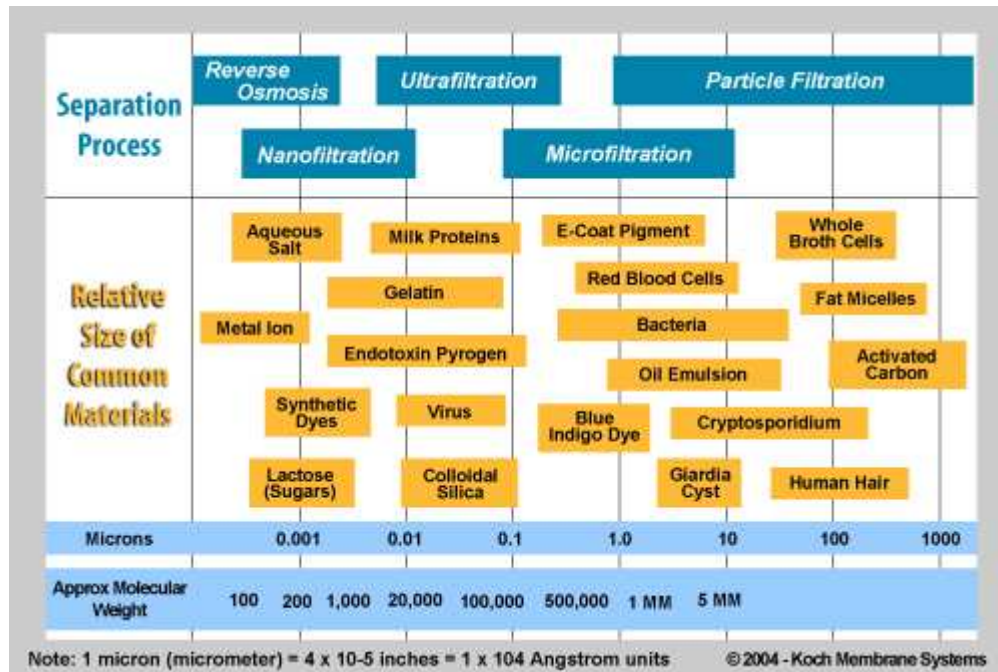 Separation
Process
Reverse
Osmosis
Ultrafiltration
Particle Filtration
Nanofiltration
Microfiltration
Relative
Size of
Common
Materials
Aqueous
Salt
Milk Proteins
E-Coat Pigment
Whole
Broth Cells
Gelatin
Red Blood Cells
Fat Micelles
Metal Ion
Bacteria
Endotoxin Pyrogen
Oil Emulsion
Activated
Carbon
Synthetic
Dyes
Virus
Blue
Indigo Dye
Cryptosporidium
Lactose
(Sugars)
Colloidal
Silica
Giardia
Cyst
Human Hair
Microns 0.001 0.01 0.1 1.0 10 100 1000
Approx Molecular
Weight
100 200 1,000 20,000 100,000 500,000 1 MM 5 MM
Note: 1 micron (micrometer) = 4 x 10-5 inches = 1 x 104 Angstrom units ©2004 - Koch Membrane Systems